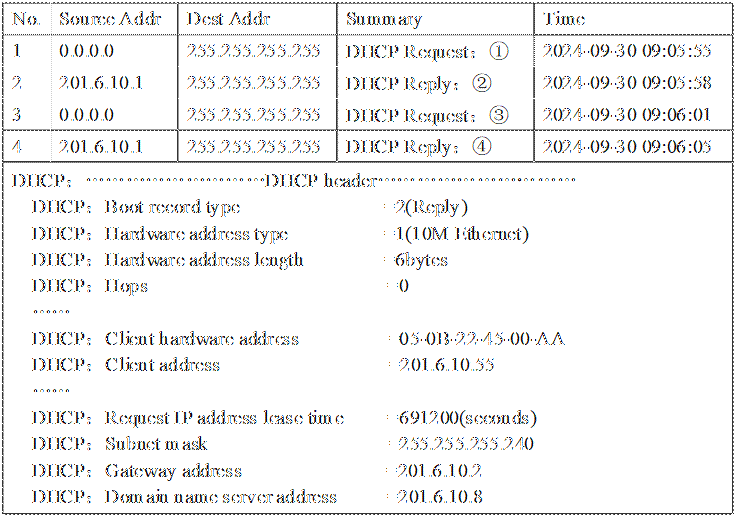 No. Source Addr Dest Addr Summary Time
1 0.0.0.0 255.255.255.255 DHCP Request：① 2024-09-30 09:05:55
2 201.6.10.1 255.255.255.255 DHCP Reply：② 2024-09-30 09:05:58
3 0.0.0.0 255.255.255.255 DHCP Request：③ 2024-09-30 09:06:01
4 201.6.10.1 255.255.255.255 DHCP Reply：④ 2024-09-30 09:06:05
DHCP：---------------------------DHCP header------------------------------
DHCP：Boot record type =2(Reply)
DHCP：Hardware address type =1(10M Ethernet)
DHCP：Hardware address length =6bytes
DHCP：Hops =0
……
DHCP：Client hardware address =05-0B-22-45-00-AA
DHCP：Client address =201.6.10.55
……
DHCP：Request IP address lease time =691200(seconds)
DHCP：Subnet mask =255.255.255.240
DHCP：Gateway address =201.6.10.2
DHCP：Domain name server address =201.6.10.8